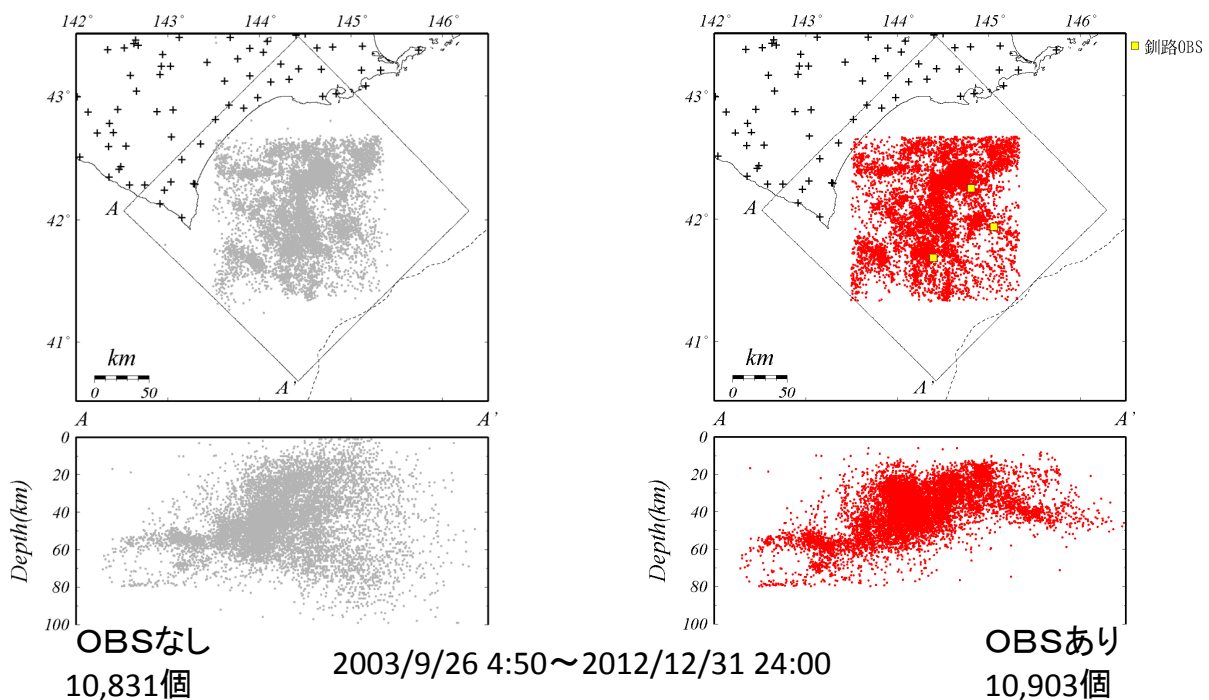 142° 143° 144° 145° 146°
43°
42°
41°
A
A'
km
0 50
A A'
0
20
40
60
80
100
Depth(km)
OBSなし
10,831個
142° 143° 144° 145° 146°
釧路OBS
43°
42°
41°
A
A'
km
0 50
A A'
0
20
40
60
80
100
Depth(km)
OBSあり
10,903個
2003/9/26 4:50～2012/12/31 24:00